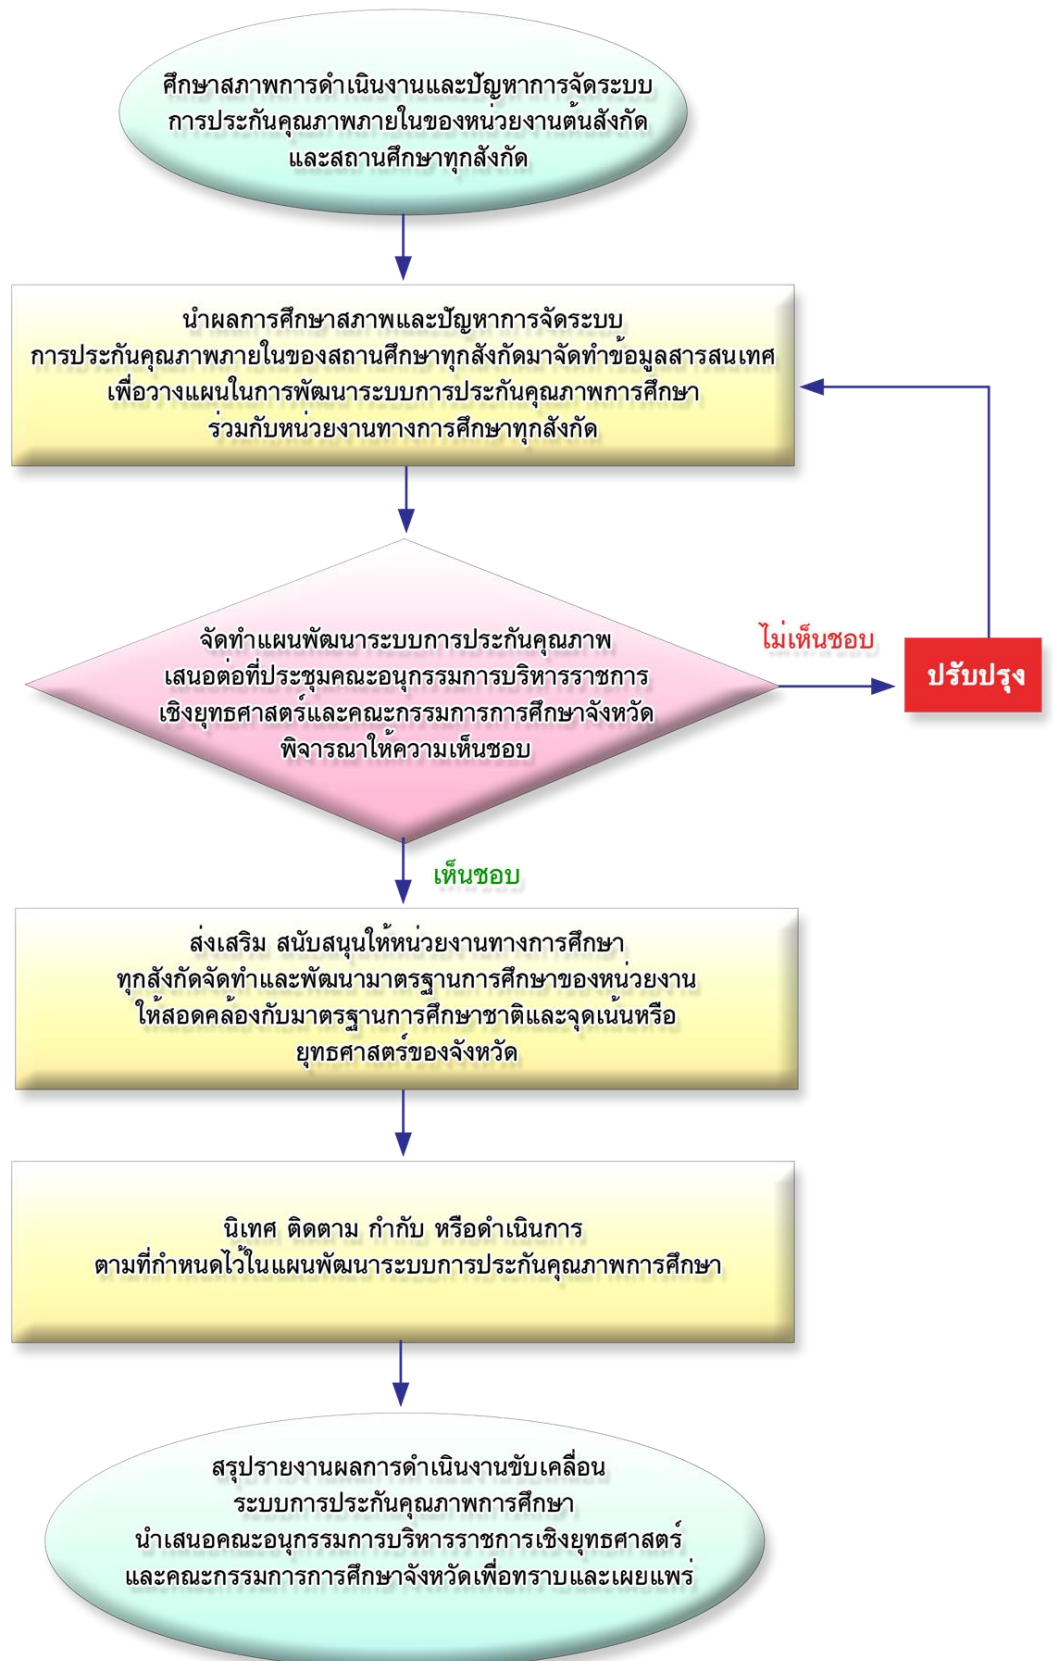 ศึกษาสภาพการดำเนินงานและปัญหาการจัดระบบ
การประกันคุณภาพภายในของหน่วยงานต้นสังกัด
และสถานศึกษาทุกสังกัด
นำผลการศึกษาสภาพและปัญหาการจัดระบบ
การประกันคุณภาพภายในของสถานศึกษาทุกสังกัดมาจัดทำข้อมูลสารสนเทศ
เพื่อวางแผนในการพัฒนาระบบการประกันคุณภาพการศึกษา
ร่วมกับหน่วยงานทางการศึกษาทุกสังกัด
จัดทำแผนพัฒนาระบบการประกันคุณภาพ
เสนอต่อที่ประชุมคณะอนุกรรมการบริหารราชการ
เชิงยุทธศาสตร์และคณะกรรมการการศึกษาจังหวัด
พิจารณาให้ความเห็นชอบ
ไม่เห็นชอบ
ปรับปรุง
เห็นชอบ
ส่งเสริม สนับสนุนให้หน่วยงานทางการศึกษา
ทุกสังกัดจัดทำและพัฒนามาตรฐานการศึกษาของหน่วยงาน
ให้สอดคล้องกับมาตรฐานการศึกษาชาติและจุดเน้นหรือ
ยุทธศาสตร์ของจังหวัด
นิเทศ ติดตาม กำกับ หรือดำเนินการ
ตามที่กำหนดไว้ในแผนพัฒนาระบบการประกันคุณภาพการศึกษา
สรุปรายงานผลการดำเนินงานขับเคลื่อน
ระบบการประกันคุณภาพการศึกษา
นำเสนอคณะอนุกรรมการบริหารราชการเชิงยุทธศาสตร์
และคณะกรรมการการศึกษาจังหวัดเพื่อทราบและเผยแพร่